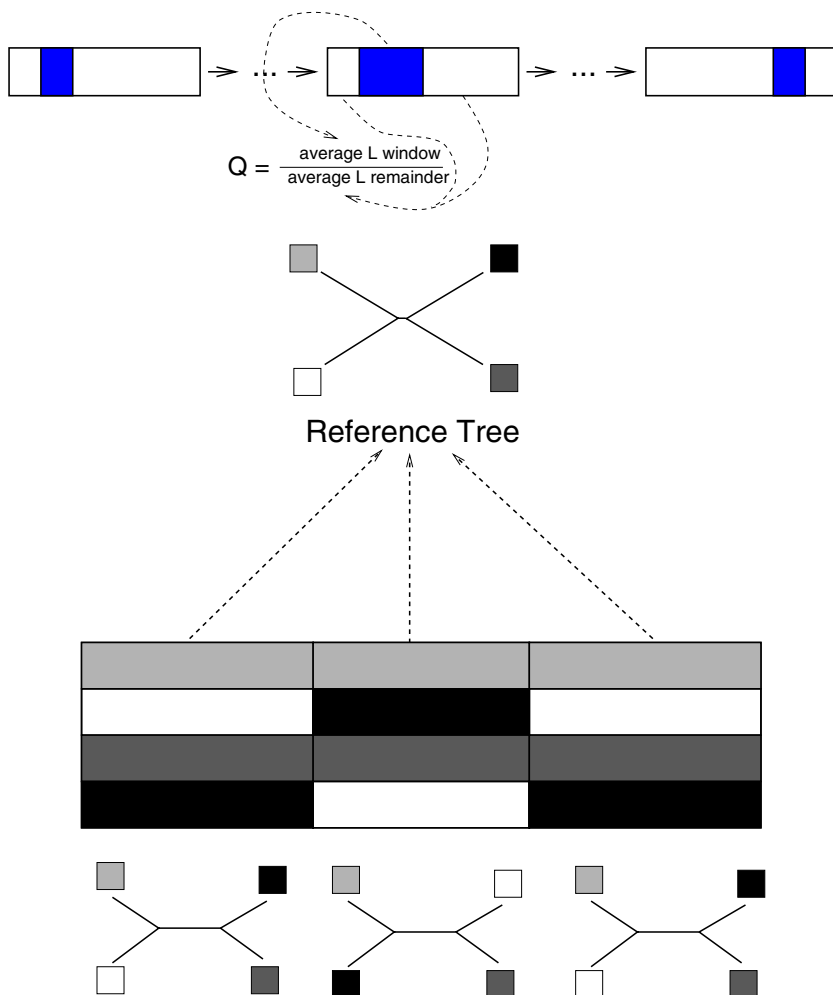 ... ...
Q = average L window
average L remainder
Reference Tree